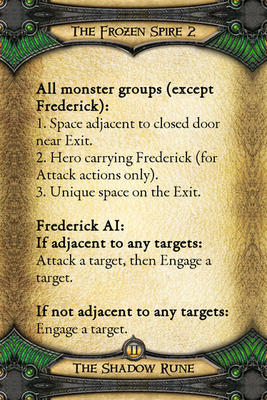 The Frozen Spire 2
All monster groups (except
Frederick):
1. Space adjacent to closed door
near Exit.
2. Hero carrying Frederick (for
Attack actions only).
3. Unique space on the Exit.
Frederick AI:
If adjacent to any targets:
Attack a target, then Engage a
target.
If not adjacent to any targets:
Engage a target.
II
The Shadow Rune